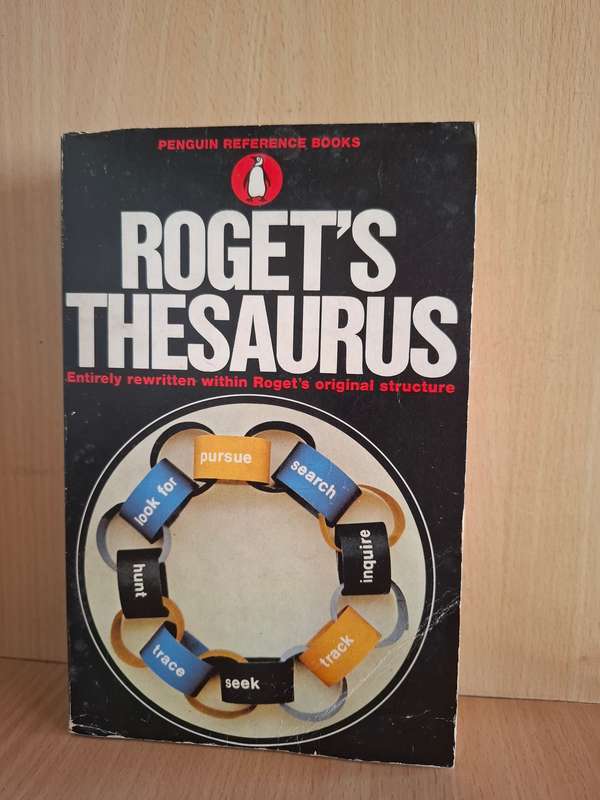 PENGUIN REFERENCE BOOKS
ROGET'S
THESAURUS
Entirely rewritten within Roget's original structure
pursue
search
inquire
track
seek
trace
hunt
look for